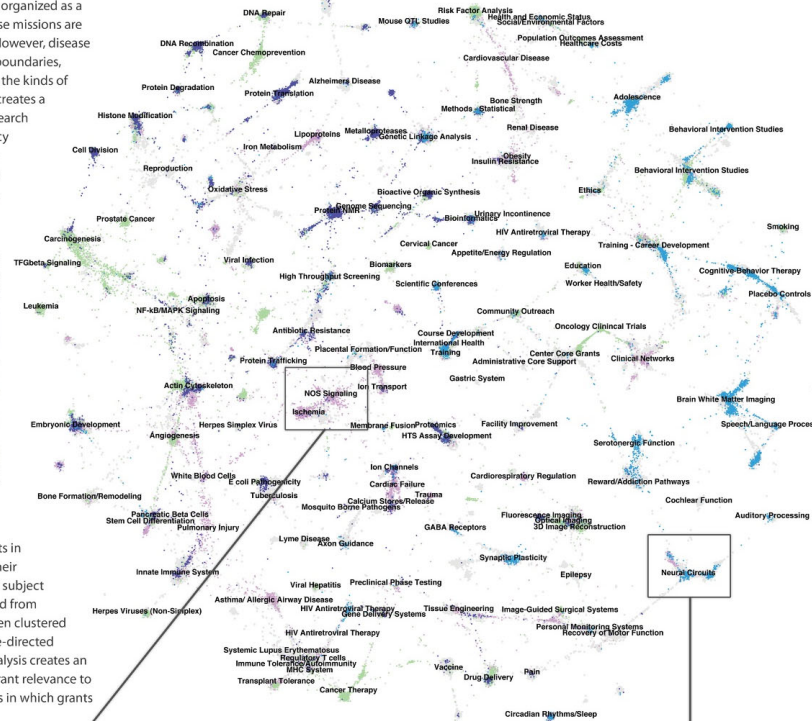 organized as a
se missions are
owever, disease
boundaries,
the kinds of
creates a
earch
ty
ts in
heir
subject
d from
en clustered
e-directed
alysis creates an
rant relevance to
s in which grants
DNA Repair
Risk Factor Analysis
Health and Economic Status
Social/Environmental Factors
Mouse QTL Studies
Population Outcomes Assessment
Healthcare Costs
DNA Recombination
Cancer Chemoprevention
Cardiovascular Disease
Alzheimers Disease
Protein Degradation
Protein Translation
Adolescence
Bone Strength
Methods - Statistical
Histone Modification
Renal Disease
Behavioral Intervention Studies
Lipoproteins
Metalloproteases
Genetic Linkage Analysis
Iron Metabolism
Cell Division
Obesity
Insulin Resistance
Reproduction
Behavioral Intervention Studies
Oxidative Stress
Bioactive Organic Synthesis
Ethics
Genome Sequencing
Protein NMR
Prostate Cancer
Urinary Incontinence
Bioinformatics
Smoking
HIV Antiretroviral Therapy
Carcinogenesis
Cervical Cancer
Training - Career Development
Appetite/Energy Regulation
TFGbeta Signaling
Viral Infection
Biomarkers
Education
Cognitive-Behavior Therapy
High Throughput Screening
Scientific Conferences
Worker Health/Safety
Placebo Controls
Apoptosis
Leukemia
NF-kB/MAPK Signaling
Community Outreach
Antibiotic Resistance
Oncology Clinincal Trials
Course Development
International Health
Training
Placental Formation/Function
Center Core Grants
Administrative Core Support
Clinical Networks
Protein Trafficking
Blood Pressure
Gastric System
Actin Cytoskeleton
Ion Transport
NOS Signaling
Ischemia
Brain White Matter Imaging
Embryonic Development
Herpes Simplex Virus
Membrane Fusion
Proteomics
Facility Improvement
Speech/Language Proces
HTS Assay Development
Angiogenesis
Serotonergic Function
Ion Channels
White Blood Cells
E coli Pathogenicity
Cardiac Failure
Cardiorespiratory Regulation
Reward/Addiction Pathways
Bone Formation/Remodeling
Tuberculosis
Trauma
Calcium Stores/Release
Mosquito Borne Pathogens
Cochlear Function
Pancreatic Beta Cells
Stem Cell Differentiation
Pulmonary Injury
Fluorescence Imaging
Optical Imaging
3D Image Reconstruction
Auditory Processing
GABA Receptors
Lyme Disease
Axon Guidance
Synaptic Plasticity
Innate Immune System
Epilepsy
Neural Circuits
Viral Hepatitis
Preclinical Phase Testing
Asthma/ Allergic Airway Disease
Herpes Viruses (Non-Simplex)
HIV Antiretroviral Therapy
Gene Delivery Systems
Tissue Engineering
Image-Guided Surgical Systems
Personal Monitoring Systems
Recovery of Motor Function
HIV Antiretroviral Therapy
Systemic Lupus Erythematosus
Regulatory T cells
Immune Tolerance/Autoimmunity
MHC System
Transplant Tolerance
Vaccine
Pain
Drug Delivery
Cancer Therapy
Circadian Rhythms/Sleep